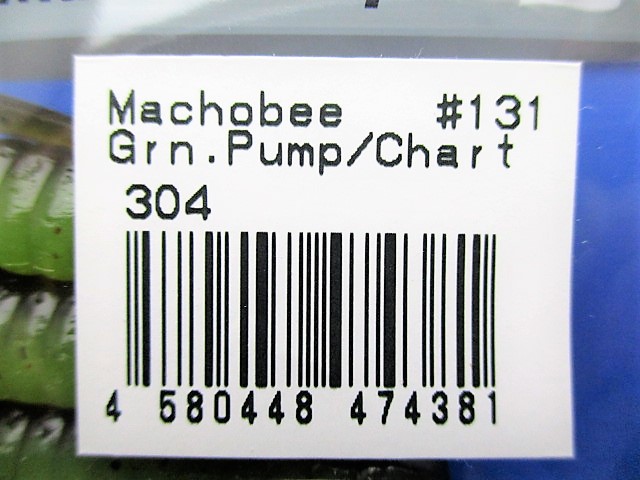 Machobee #131
Grn.Pump/Chart
304
4 580448 474381